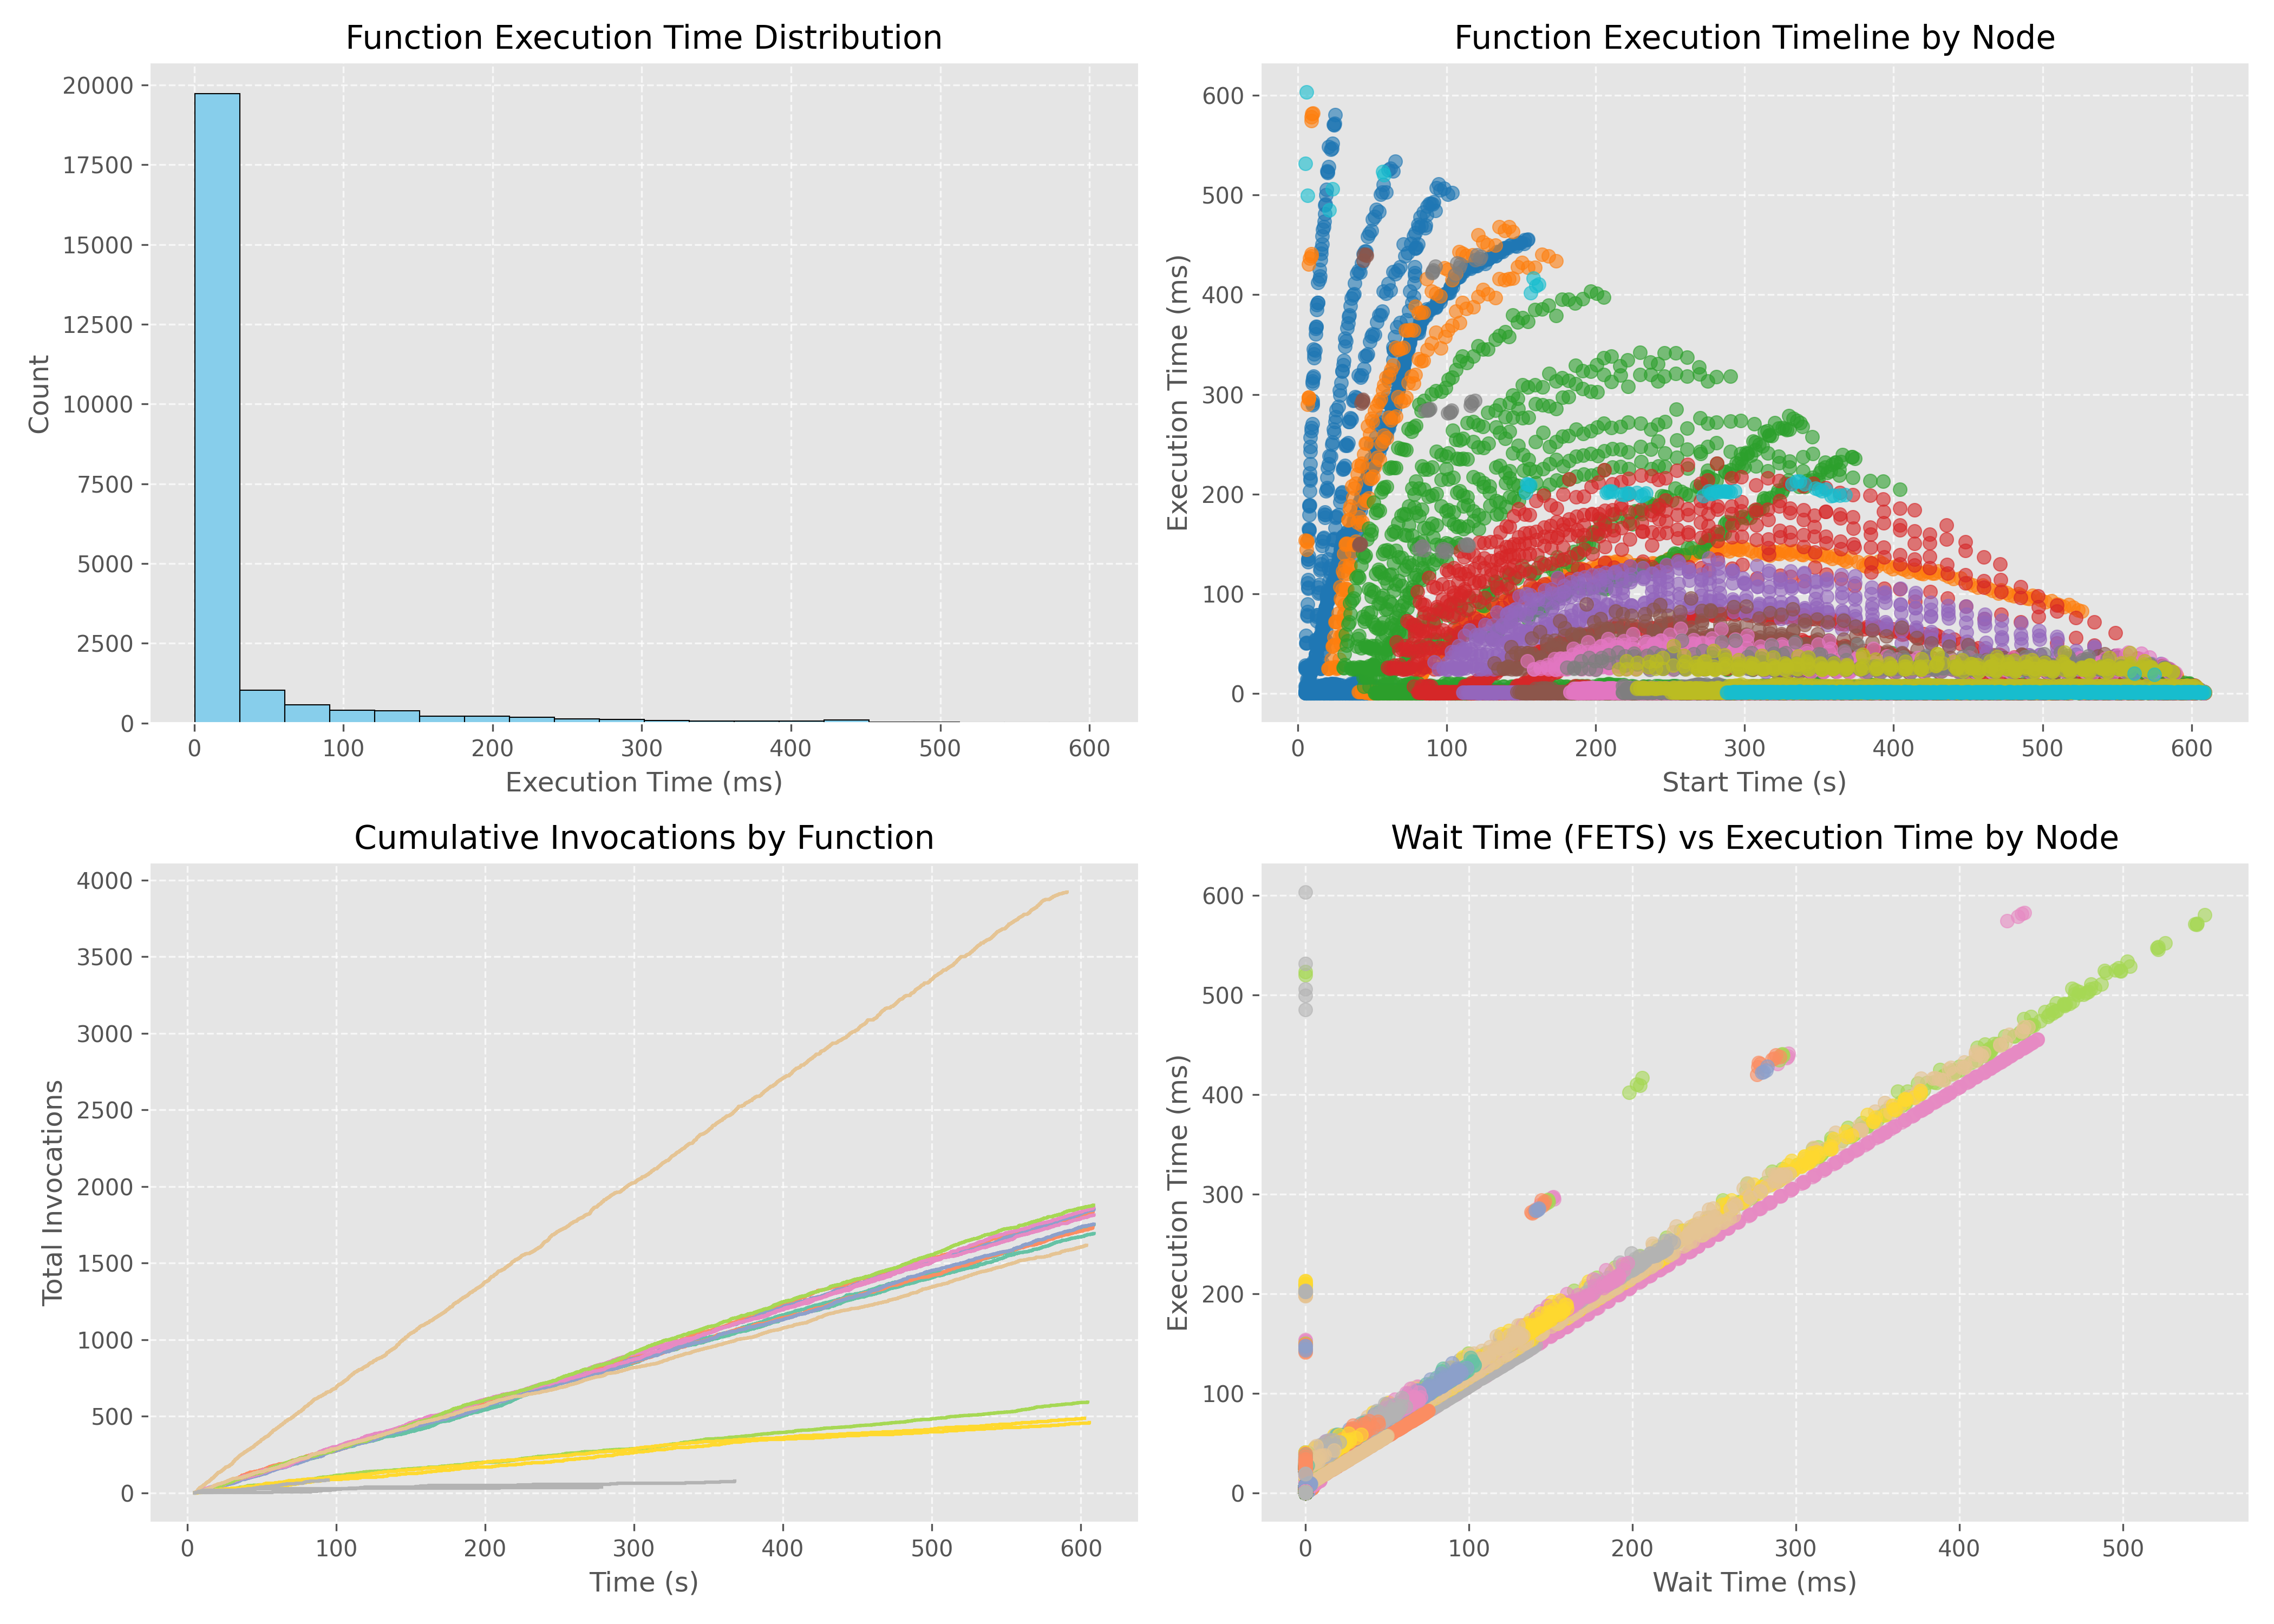 Function Execution Time Distribution
20000
17500
15000
12500
10000
7500
5000
2500
0
Count
0 100 200 300 400 500 600
Execution Time (ms)
Function Execution Timeline by Node
600
500
400
300
200
100
0
Execution Time (ms)
0 100 200 300 400 500 600
Start Time (s)
Cumulative Invocations by Function
4000
3500
3000
2500
2000
1500
1000
500
0
Total Invocations
0 100 200 300 400 500 600
Time (s)
Wait Time (FETS) vs Execution Time by Node
600
500
400
300
200
100
0
Execution Time (ms)
0 100 200 300 400 500
Wait Time (ms)